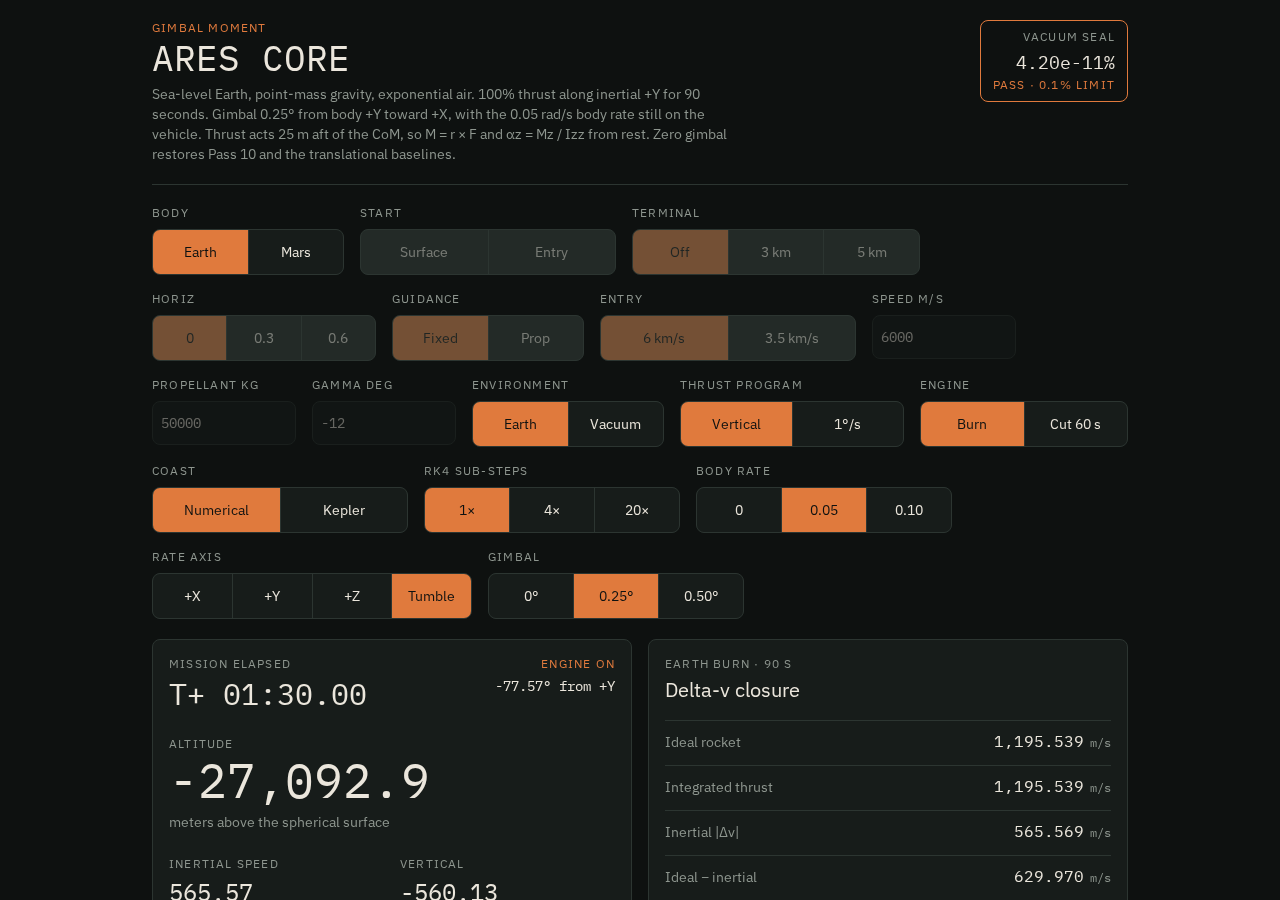 GIMBAL MOMENT
ARES CORE
Sea-level Earth, point-mass gravity, exponential air. 100% thrust along inertial +Y for 90
seconds. Gimbal 0.25° from body +Y toward +X, with the 0.05 rad/s body rate still on the
vehicle. Thrust acts 25 m aft of the CoM, so M = r × F and αz = Mz / Izz from rest. Zero gimbal
restores Pass 10 and the translational baselines.
VACUUM SEAL
4.20e-11%
PASS · 0.1% LIMIT
BODY START TERMINAL
Earth Mars Surface Entry Off 3 km 5 km
HORIZ GUIDANCE ENTRY SPEED M/S
0 0.3 0.6 Fixed Prop 6 km/s 3.5 km/s 6000
PROPELLANT KG GAMMA DEG ENVIRONMENT THRUST PROGRAM ENGINE
50000 -12 Earth Vacuum Vertical 1°/s Burn Cut 60 s
COAST RK4 SUB-STEPS BODY RATE
Numerical Kepler 1× 4× 20× 0 0.05 0.10
RATE AXIS GIMBAL
+X +Y +Z Tumble 0° 0.25° 0.50°
MISSION ELAPSED ENGINE ON
T+ 01:30.00 -77.57° from +Y
ALTITUDE
-27,092.9
meters above the spherical surface
INERTIAL SPEED VERTICAL
565.57 -560.13
EARTH BURN · 90 S
Delta-v closure
Ideal rocket 1,195.539 m/s
Integrated thrust 1,195.539 m/s
Inertial |Δv| 565.569 m/s
Ideal − inertial 629.970 m/s